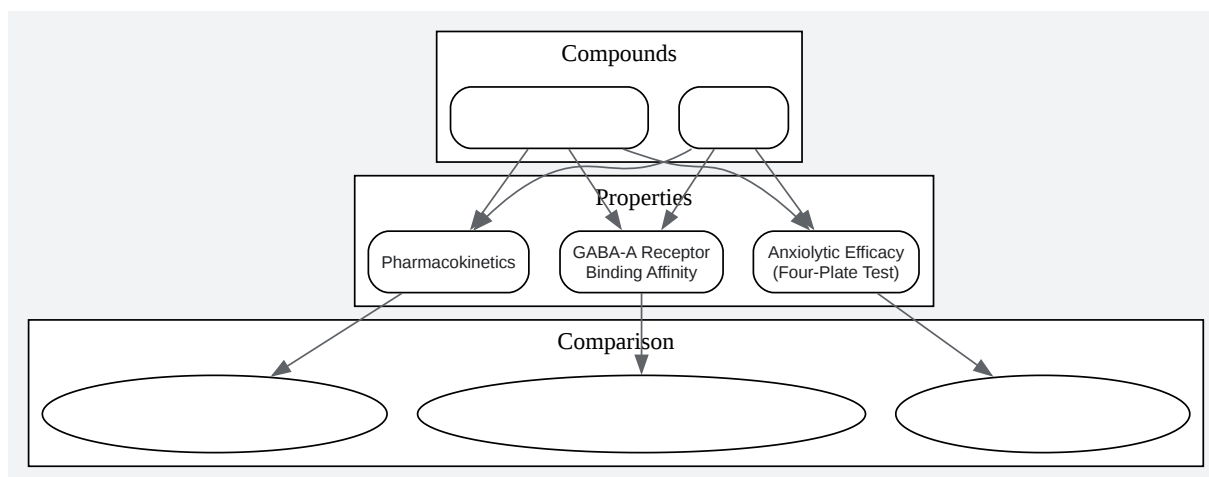 Compounds
Properties
Pharmacokinetics
GABA-A Receptor
Binding Affinity
Anxiolytic Efficacy
(Four-Plate Test)
Comparison